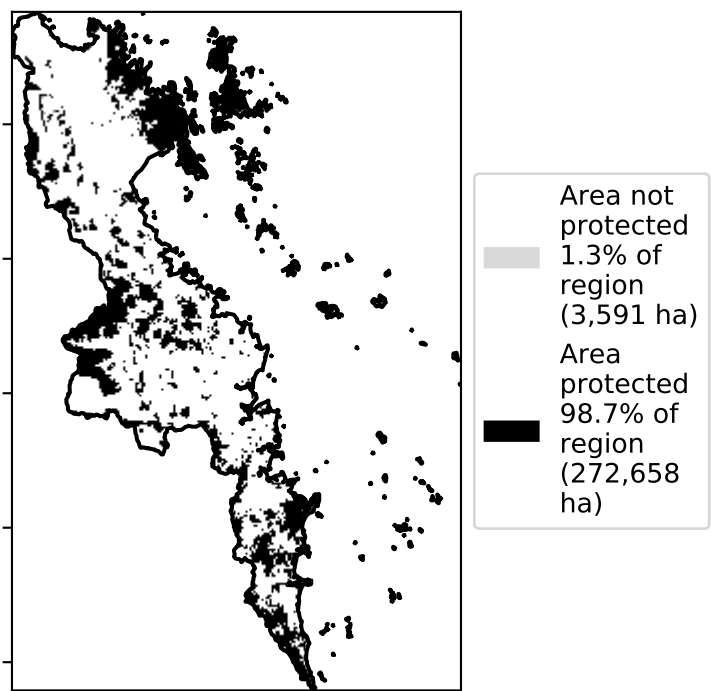 Area not
protected
1.3% of
region
(3,591 ha)
Area
protected
98.7% of
region
(272,658
ha)